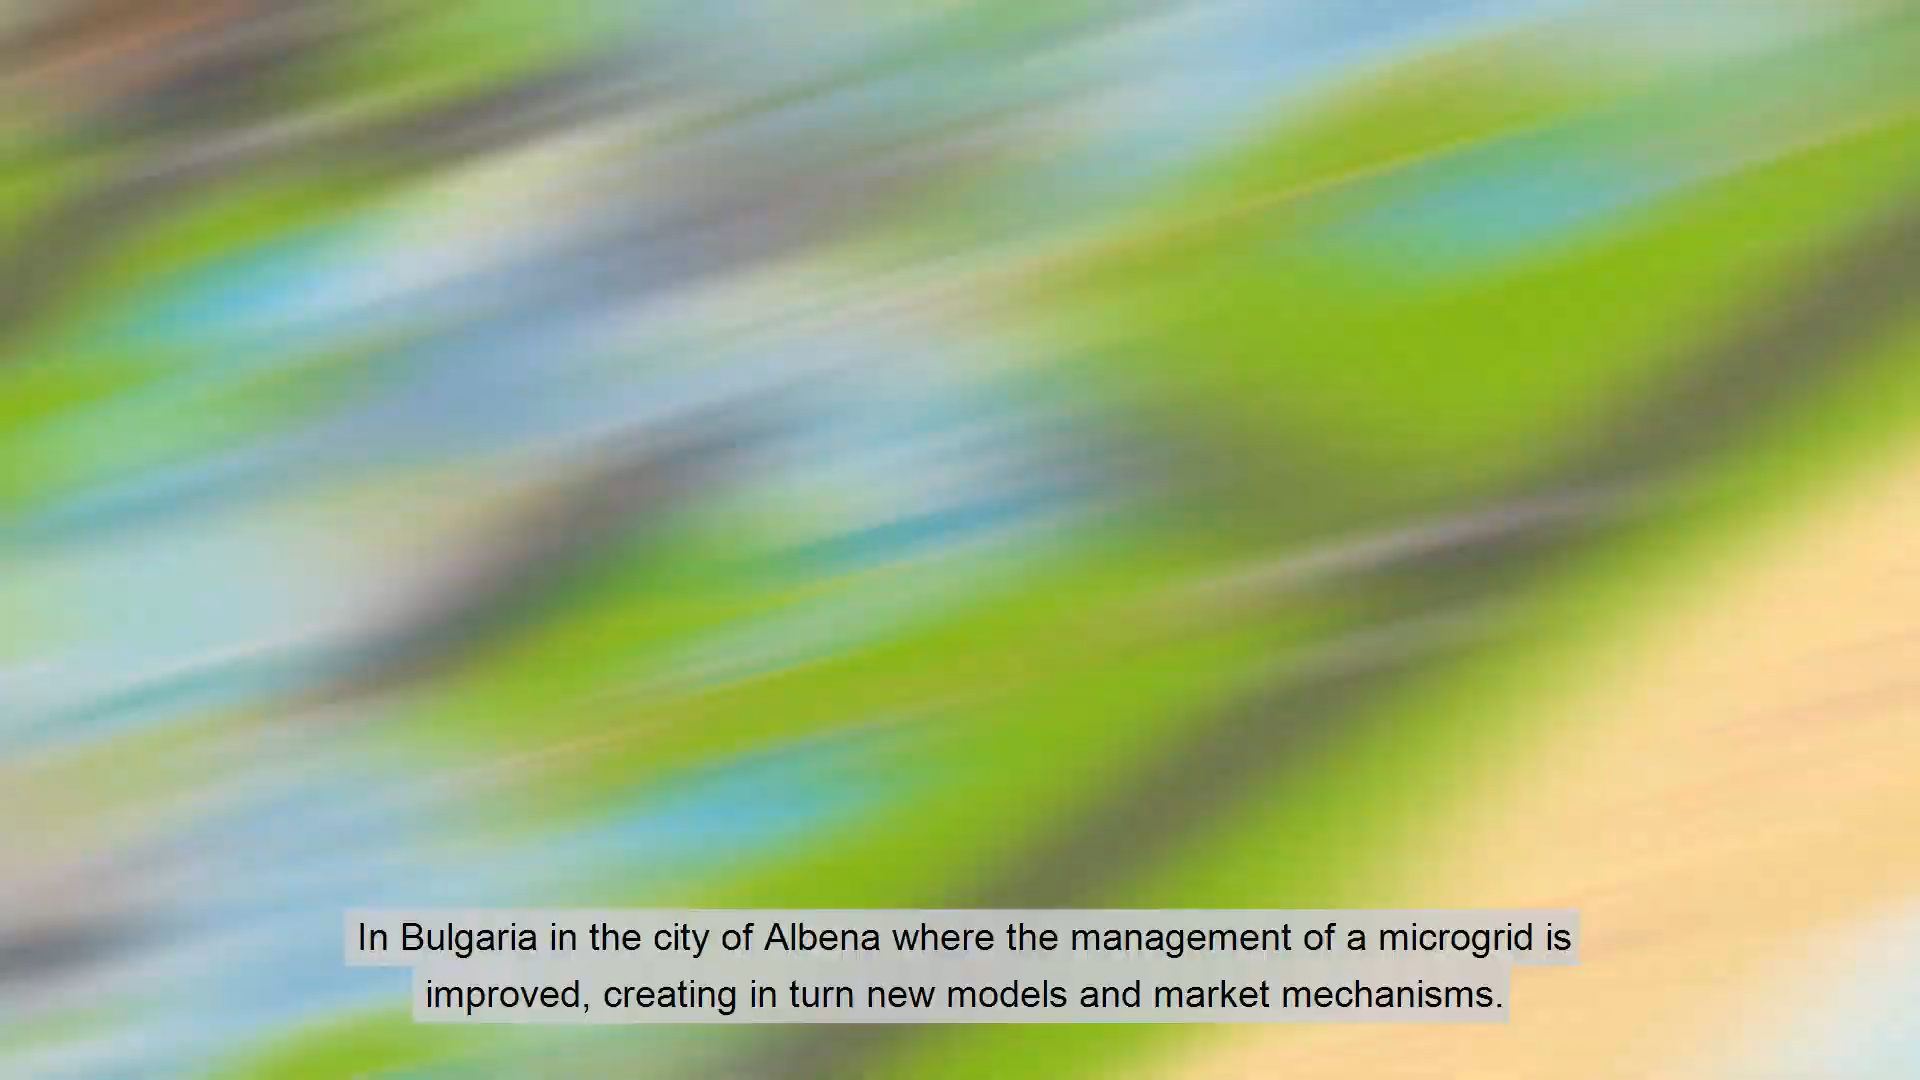 In Bulgaria in the city of Albena where the management of a microgrid is
improved, creating in turn new models and market mechanisms.